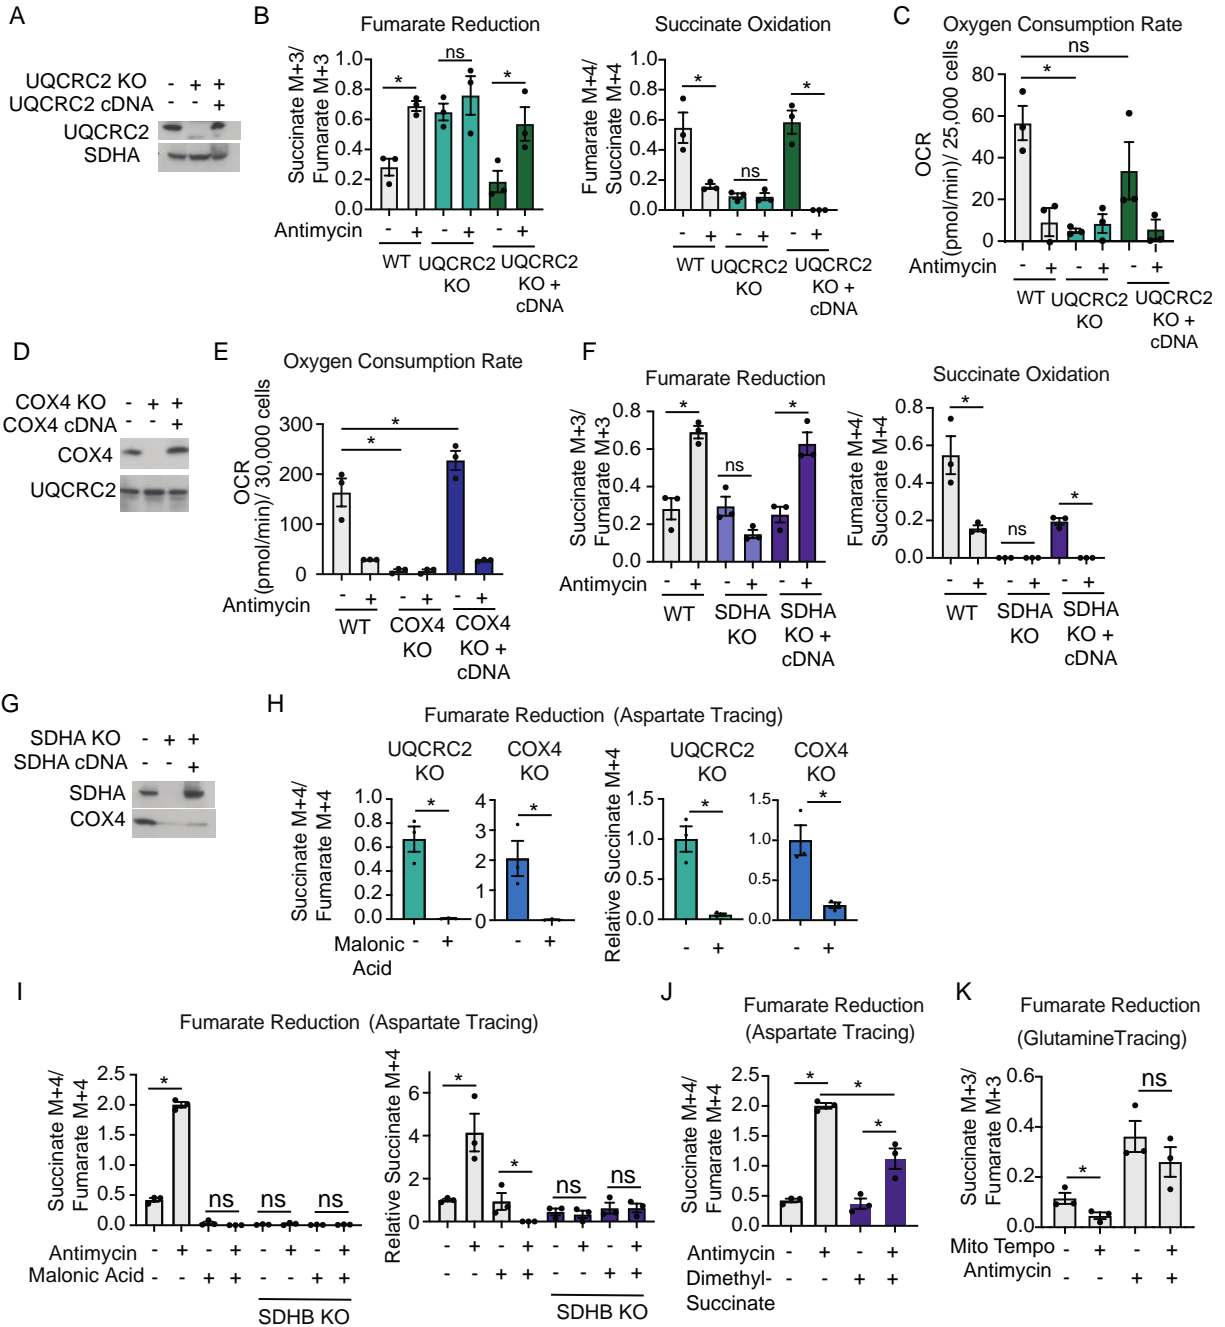 A
UQCRC2 KO - + +
UQCRC2 cDNA - - +
UQCRC2
SDHA
B
Fumarate Reduction
Succinate M+3/
Fumarate M+3
1.0
0.8
0.6
0.4
0.2
0.0
* ns *
Antimycin - + - + - +
WT UQCRC2 KO UQCRC2 KO + cDNA
Succinate Oxidation
Fumarate M+4/
Succinate M+4
1.0
0.8
0.6
0.4
0.2
0.0
* ns *
- + - + - +
WT UQCRC2 KO UQCRC2 KO + cDNA
C
Oxygen Consumption Rate
OCR
(pmol/min)/ 25,000 cells
80
60
40
20
0
ns
*
Antimycin - + - + - +
WT UQCRC2 KO UQCRC2 KO + cDNA
D
COX4 KO - + +
COX4 cDNA - - +
COX4
UQCRC2
E
Oxygen Consumption Rate
OCR
(pmol/min)/ 30,000 cells
300
200
100
0
*
*
Antimycin - + - + - +
WT COX4 KO COX4 KO + cDNA
F
Fumarate Reduction
Succinate M+3/
Fumarate M+3
0.8
0.6
0.4
0.2
0.0
* ns *
Antimycin - + - + - +
WT SDHA KO SDHA KO + cDNA
Succinate Oxidation
Fumarate M+4/
Succinate M+4
0.8
0.6
0.4
0.2
0.0
* ns *
- + - + - +
WT SDHA KO SDHA KO + cDNA
G
SDHA KO - + +
SDHA cDNA - - +
SDHA
COX4
H
Fumarate Reduction (Aspartate Tracing)
UQCRC2 KO
Succinate M+4/
Fumarate M+4
1.0
0.8
0.6
0.4
0.2
0.0
*
COX4 KO
4
3
2
1
0
*
Malonic Acid - + - +
UQCRC2 KO
Relative Succinate M+4
1.5
1.0
0.5
0.0
*
- +
COX4 KO
1.5
1.0
0.5
0.0
*
- +
I
Fumarate Reduction (Aspartate Tracing)
Succinate M+4/
Fumarate M+4
2.5
2.0
1.5
1.0
0.5
0.0
* ns ns ns
Antimycin - + - + - + - +
Malonic Acid - - + + - - + +
SDHB KO
Relative Succinate M+4
6
4
2
0
* * ns ns
- + - + - + - +
- - + + - - + +
SDHB KO
J
Fumarate Reduction
(Aspartate Tracing)
Succinate M+4/
Fumarate M+4
2.5
2.0
1.5
1.0
0.5
0.0
* * *
Antimycin - + - +
Dimethyl-Succinate - - + +
K
Fumarate Reduction
(GlutamineTracing)
Succinate M+3/
Fumarate M+3
0.6
0.4
0.2
0.0
* ns
Mito Tempo - + - +
Antimycin - - + +